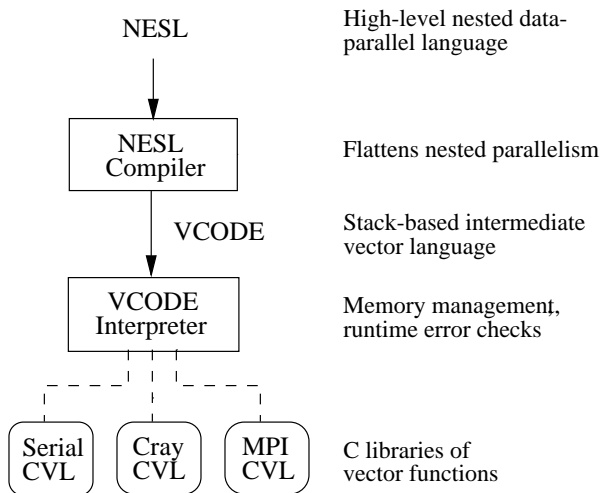 NESL
High-level nested data-
parallel language
NESL
Compiler
Flattens nested parallelism
VCODE
Stack-based intermediate
vector language
VCODE
Interpreter
Memory management,
runtime error checks
Serial
CVL
Cray
CVL
MPI
CVL
C libraries of
vector functions